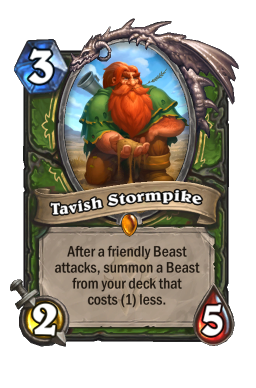 3
Tavish Stormpike
After a friendly Beast
attacks, summon a Beast
from your deck that
costs (1) less.
2
5